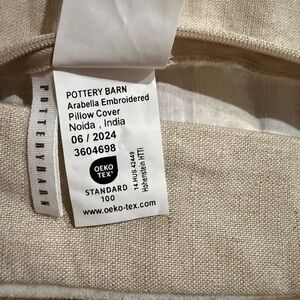 POTTERY BARN
Arabella Embroidered
Pillow Cover
Noida , India
06 / 2024
3604698
OEKO
TEX®
STANDARD
100
www.oeko-tex.com
14.HUS.42449
Hohenstein HTTI
POTTERY BARN